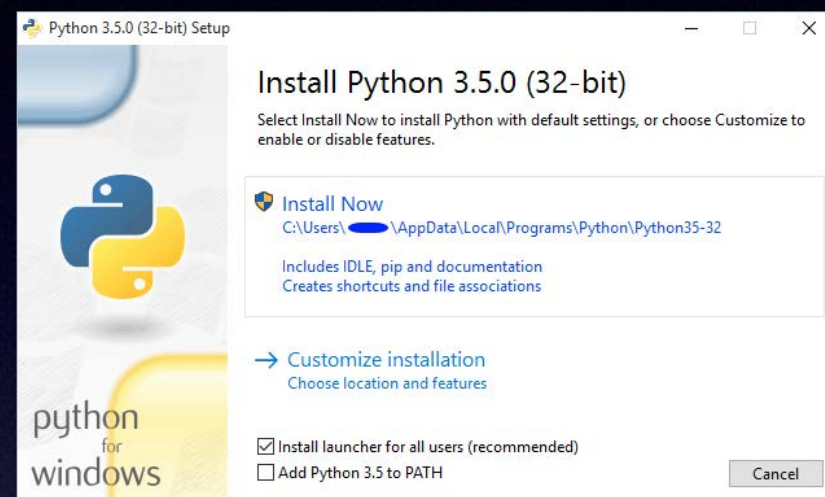 Python 3.5.0 (32-bit) Setup
Install Python 3.5.0 (32-bit)
Select Install Now to install Python with default settings, or choose Customize to
enable or disable features.
Install Now
C:\Users\ \AppData\Local\Programs\Python\Python35-32
Includes IDLE, pip and documentation
Creates shortcuts and file associations
Customize installation
Choose location and features
python
for
windows
Install launcher for all users (recommended)
Add Python 3.5 to PATH
Cancel